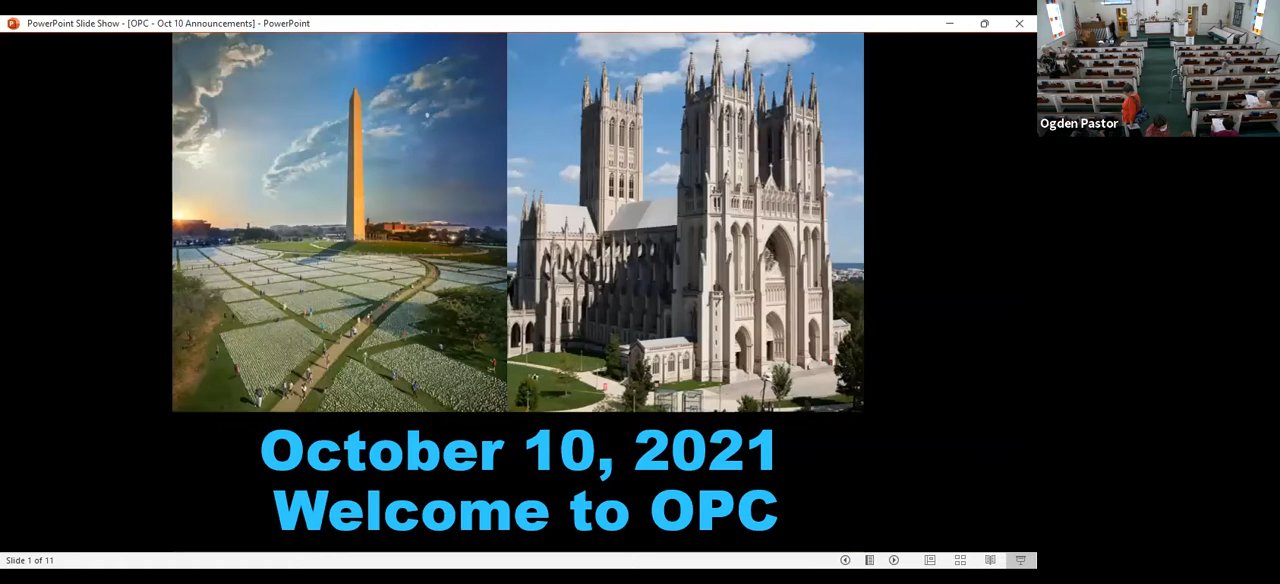 PowerPoint Slide Show - [OPC - Oct 10 Announcements] - PowerPoint
Ogden Pastor
October 10, 2021
Welcome to OPC
Slide 1 of 11